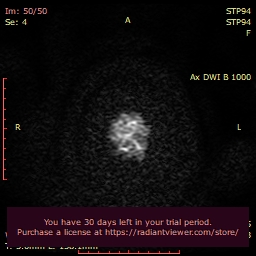 Im: 50/50
STP94
Se: 4
STP94
A
F
Ax DWI B 1000
R
L
You have 30 days left in your trial period.
Purchase a license at https://radiantviewer.com/store/